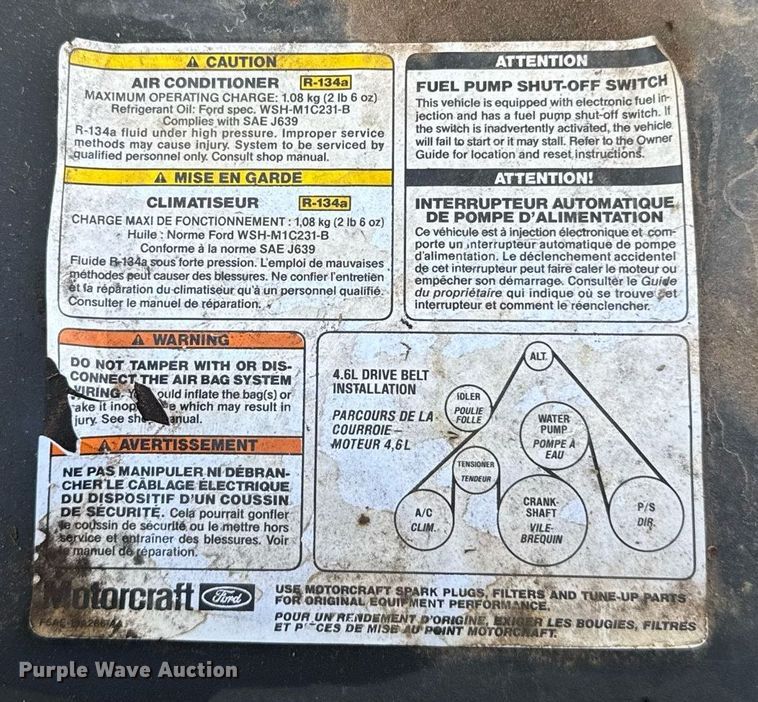 CAUTION
AIR CONDITIONER R-134a
MAXIMUM OPERATING CHARGE: 1.08 kg (2 lb 6 oz)
Refrigerant Oil: Ford spec. WSH-M1C231-B
Complies with SAE J639
R-134a fluid under high pressure. Improper service
methods may cause injury. System to be serviced by
qualified personnel only. Consult shop manual.
MISE EN GARDE
CLIMATISEUR R-134a
CHARGE MAXI DE FONCTIONNEMENT : 1,08 kg (2 lb 6 oz)
Huile : Norme Ford WSH-M1C231-B
Conforme à la norme SAE J639
Fluide R-134a sous forte pression. L'emploi de mauvaises
méthodes peut causer des blessures. Ne confier l'entretien
et la réparation du climatiseur qu'à un personnel qualifié.
Consulter le manuel de réparation.
ATTENTION
FUEL PUMP SHUT-OFF SWITCH
This vehicle is equipped with electronic fuel in-
jection and has a fuel pump shut-off switch. If
the switch is inadvertently activated, the vehicle
will fail to start or it may stall. Refer to the Owner
Guide for location and reset instructions.
ATTENTION!
INTERRUPTEUR AUTOMATIQUE
DE POMPE D'ALIMENTATION
Ce véhicule est à injection électronique et com-
porte un interrupteur automatique de pompe
d'alimentation. Le déclenchement accidentel
de cet interrupteur peut faire caler le moteur ou
empêcher son démarrage. Consulter le Guide
du propriétaire qui indique où se trouve cet
interrupteur et comment le réenclencher.
WARNING
DO NOT TAMPER WITH OR DIS-
CONNECT THE AIR BAG SYSTEM
WIRING. could inflate the bag(s) or
make it which may result in
injury. See manual.
AVERTISSEMENT
NE PAS MANIPULER NI DÉBRAN-
CHER LE CÂBLAGE ÉLECTRIQUE
DU DISPOSITIF D'UN COUSSIN
DE SÉCURITÉ. Cela pourait gonfler
le coussin de sécurité ou le mettre hors
service et entraîner des blessures. Voir
le manuel de réparation.
4.6L DRIVE BELT
INSTALLATION
PARCOURS DE LA
COURROIE –
MOTEUR 4,6 L
ALT.
IDLER
POULIE
FOLLE
WATER
PUMP
POMPE À
EAU
TENSIONER
TENDEUR
A/C
CLIM.
CRANK-
SHAFT
VILE-
BREQUIN
P/S
DIR.
Motorcraft Ford
USE MOTORCRAFT SPARK PLUGS, FILTERS AND TUNE-UP PARTS
FOR ORIGINAL EQUIPMENT PERFORMANCE.
POUR UN RENDEMENT D'ORIGINE, EXIGER LES BOUGIES, FILTRES
ET PIÈCES DE MISE AU POINT MOTORCRAFT.
Purple Wave Auction